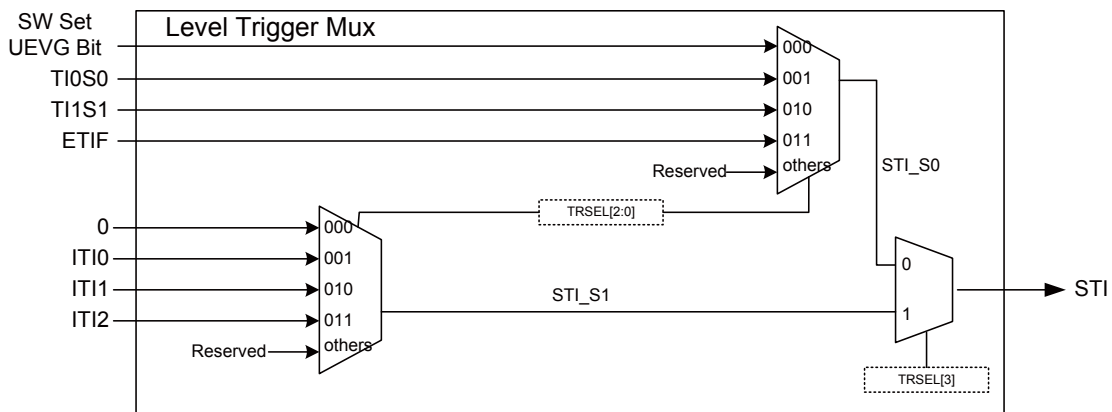 SW Set
UEVG Bit
Level Trigger Mux
000
TI0S0
001
TI1S1
010
ETIF
011
Reserved
others
STI_S0
TRSEL[2:0]
0
000
ITI0
001
ITI1
010
ITI2
011
Reserved
others
STI_S1
0
1
STI
TRSEL[3]